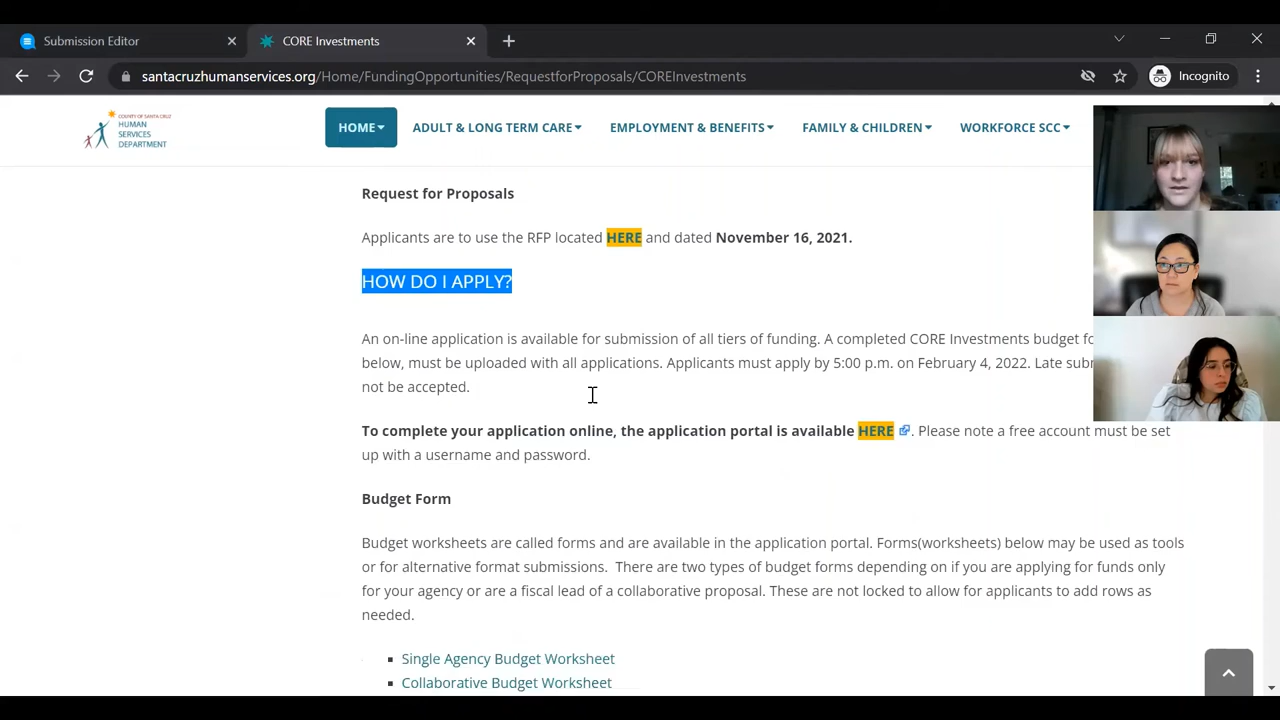 Submission Editor
CORE Investments
santacruzhumanservices.org/Home/FundingOpportunities/RequestforProposals/COREInvestments
Incognito
COUNTY OF SANTA CRUZ
HUMAN
SERVICES
DEPARTMENT
HOME
ADULT & LONG TERM CARE
EMPLOYMENT & BENEFITS
FAMILY & CHILDREN
WORKFORCE SCC
Request for Proposals
Applicants are to use the RFP located HERE and dated November 16, 2021.
HOW DO I APPLY?
An on-line application is available for submission of all tiers of funding. A completed CORE Investments budget
below, must be uploaded with all applications. Applicants must apply by 5:00 p.m. on February 4, 2022. Late
not be accepted.
To complete your application online, the application portal is available HERE . Please note a free account must be set
up with a username and password.
Budget Form
Budget worksheets are called forms and are available in the application portal. Forms(worksheets) below may be used as tools
or for alternative format submissions. There are two types of budget forms depending on if you are applying for funds only
for your agency or are a fiscal lead of a collaborative proposal. These are not locked to allow for applicants to add rows as
needed.
Single Agency Budget Worksheet
Collaborative Budget Worksheet